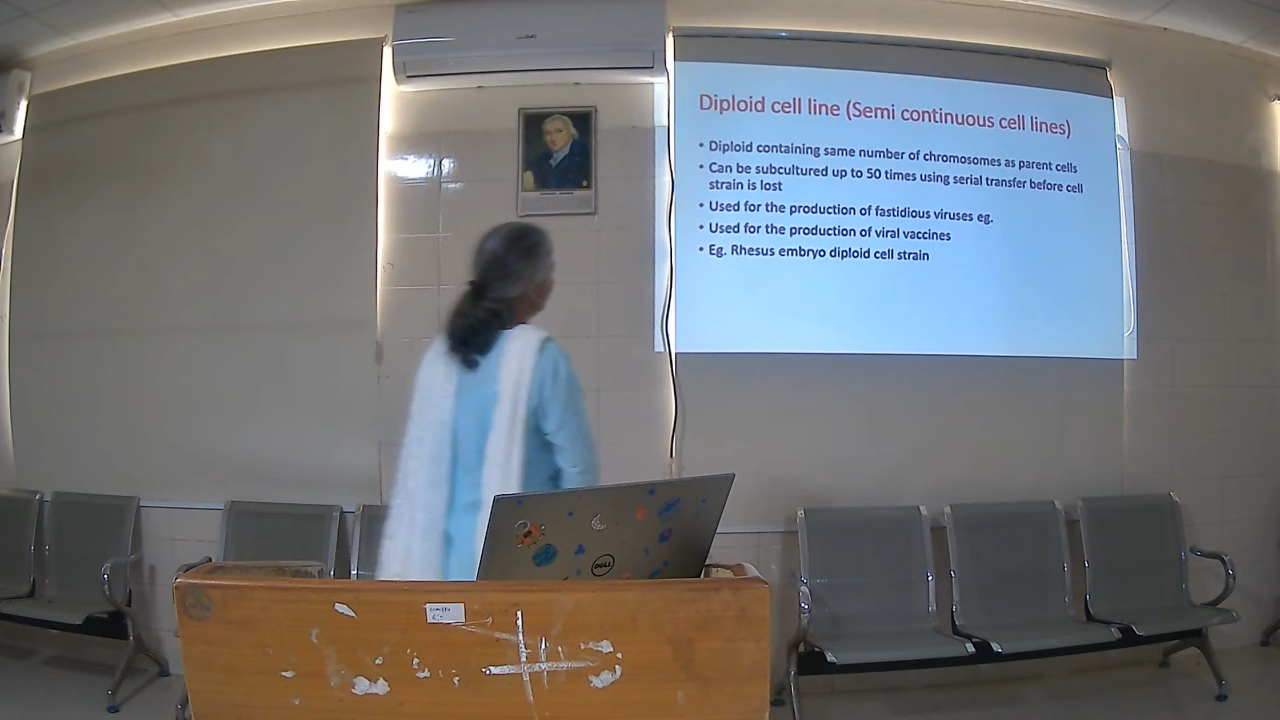 Diploid cell line (Semi continuous cell lines)
• Diploid containing same number of chromosomes as parent cells
• Can be subcultured up to 50 times using serial transfer before cell
strain is lost
• Used for the production of fastidious viruses eg.
• Used for the production of viral vaccines
• Eg. Rhesus embryo diploid cell strain
DELL